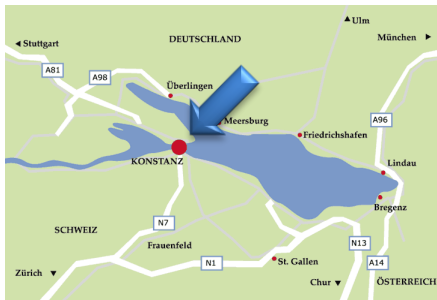 Ulm
DEUTSCHLAND
München
Stuttgart
A81
A98
Überlingen
A96
Meersburg
Friedrichshafen
KONSTANZ
Lindau
Bregenz
N7
SCHWEIZ
Frauenfeld
N13
N1
St. Gallen
A14
Zürich
Chur
ÖSTERREICH